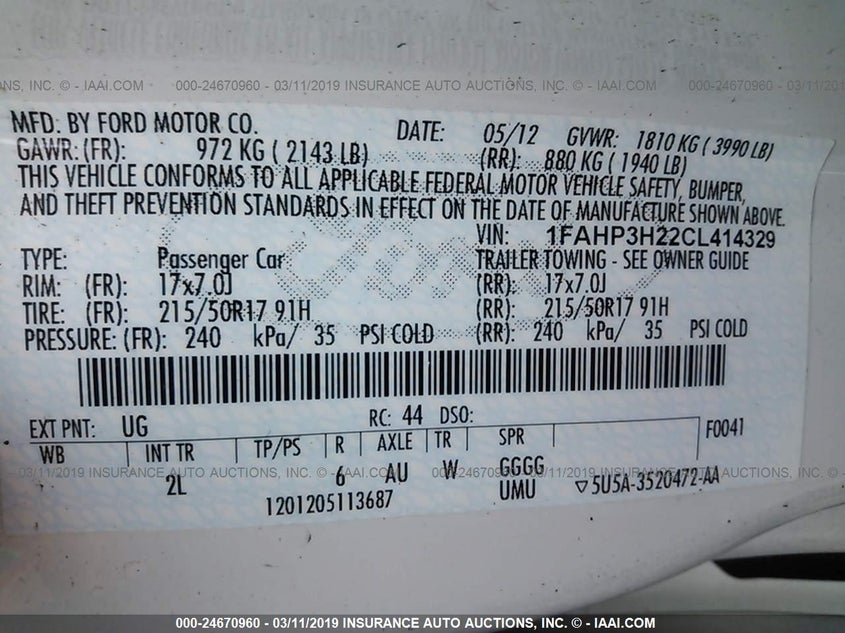 INC. © - IAAI.COM 000-24670960 - 03/11/2019 INSURANCE AUTO AUCTIONS, INC. © - IAAI.COM 000-24670960 - 03/11/2019
MFD. BY FORD MOTOR CO. DATE: 05/12 GVWR: 1810 KG ( 3990 LB)
GAWR: (FR): 972 KG ( 2143 LB) (RR): 880 KG ( 1940 LB)
THIS VEHICLE CONFORMS TO ALL APPLICABLE FEDERAL MOTOR VEHICLE SAFETY, BUMPER,
AND THEFT PREVENTION STANDARDS IN EFFECT ON THE DATE OF MANUFACTURE SHOWN ABOVE.
VIN: 1FAHP3H22CL414329
TYPE: Passenger Car TRAILER TOWING - SEE OWNER GUIDE
RIM: (FR): 17x7.0J (RR): 17x7.0J
TIRE: (FR): 215/50R17 91H (RR): 215/50R17 91H
PRESSURE: (FR): 240 kPa/ 35 PSI COLD (RR): 240 kPa/ 35 PSI COLD
EXT PNT: UG RC: 44 DSO: F0041
WB INT TR TP/PS R AXLE TR SPR
2L 6 AU W GGGG
1201205113687 UMU ▽5U5A-3520472-AA
03/11/2019 INSURANCE AUTO AUCTIONS, INC. © - IAAI.COM 000-24670960 - 03/11/2019 INSURANCE AUTO AUCTIONS, INC. © - IAAI.COM
000-24670960 - 03/11/2019 INSURANCE AUTO AUCTIONS, INC. © - IAAI.COM